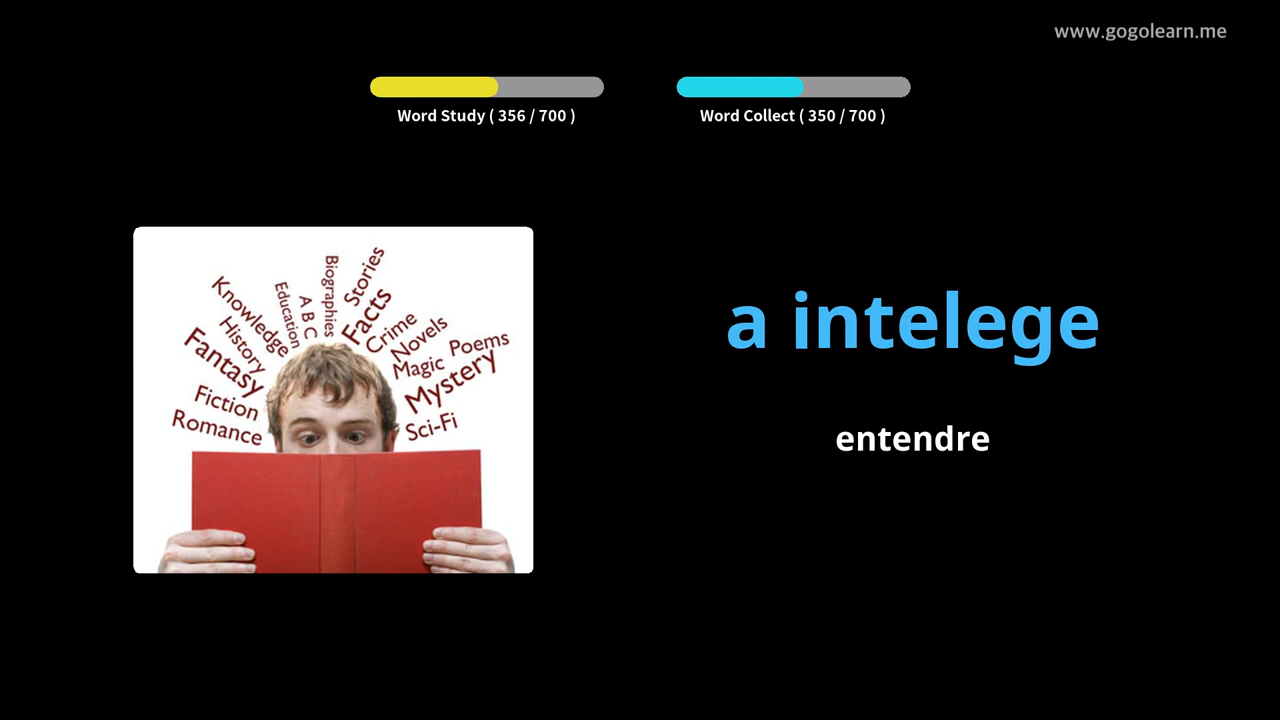 www.gogolearn.me
Word Study ( 356 / 700 )
Word Collect ( 350 / 700 )
Knowledge
Education
A B C
Biographies
Stories
Facts
Crime
Novels
Poems
History
Magic
Fantasy
Mystery
Fiction
Romance
Sci-Fi
a intelege
entendre